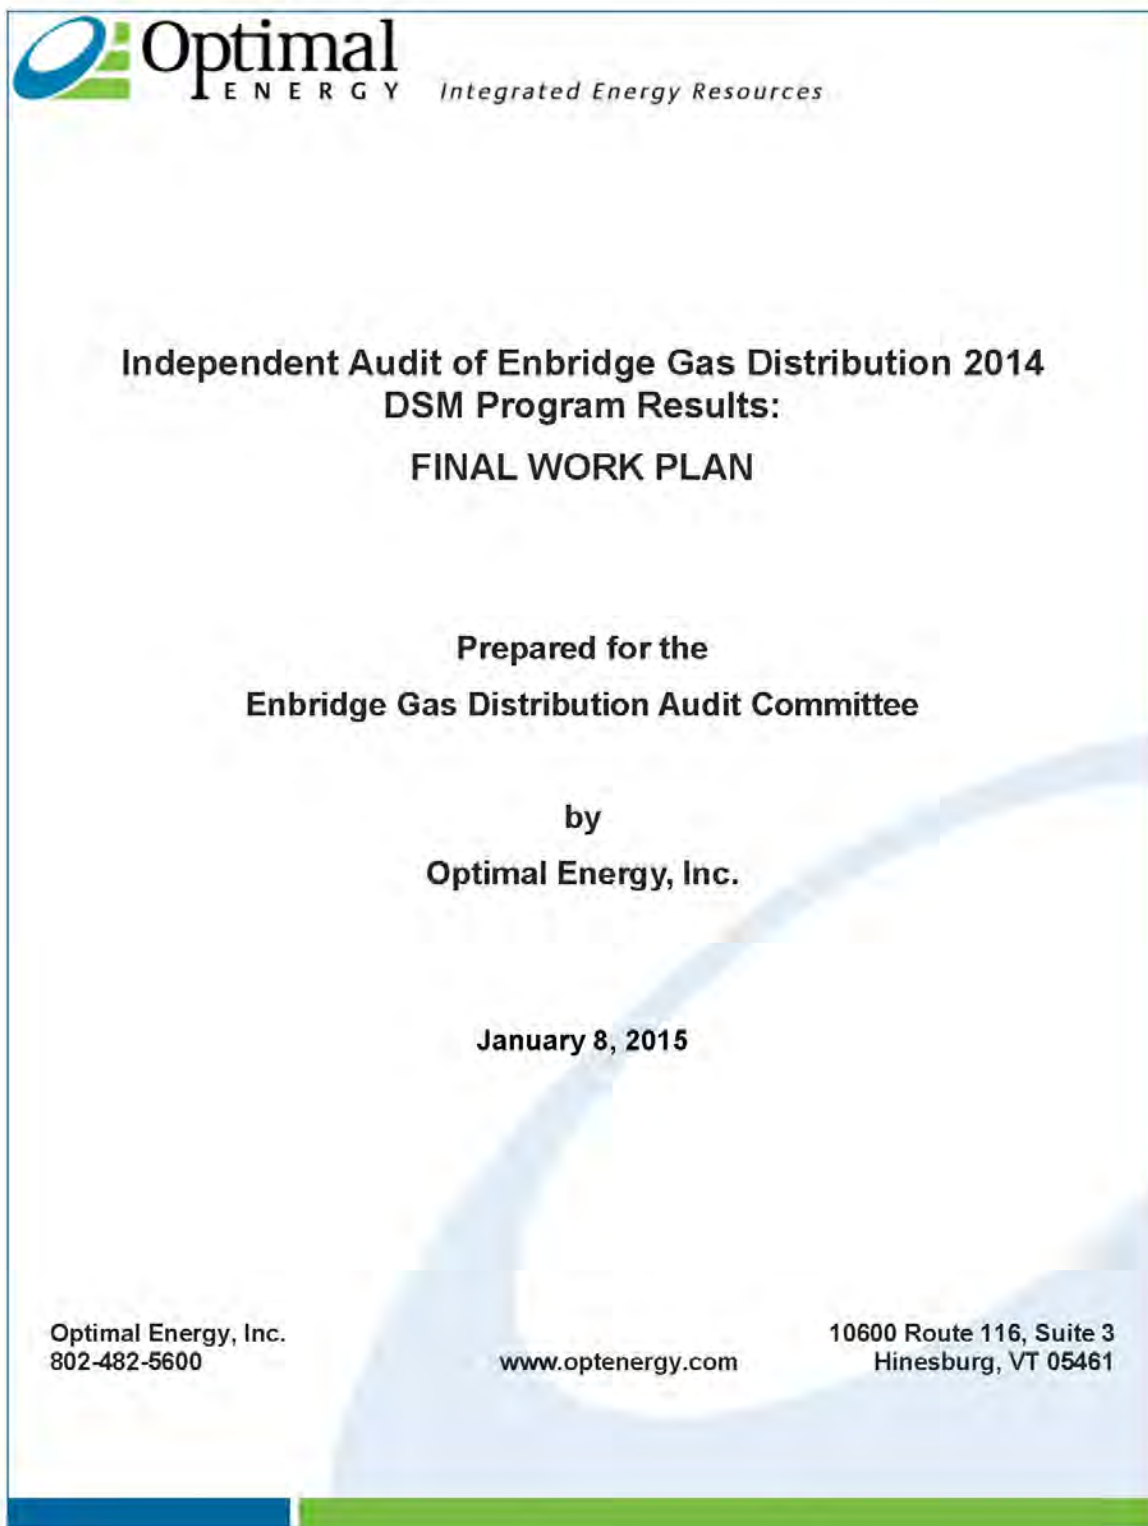 Optimal
ENERGY
Integrated Energy Resources
Independent Audit of Enbridge Gas Distribution 2014
DSM Program Results:
FINAL WORK PLAN
Prepared for the
Enbridge Gas Distribution Audit Committee
by
Optimal Energy, Inc.
January 8, 2015
Optimal Energy, Inc.
802-482-5600
www.optenergy.com
10600 Route 116, Suite 3
Hinesburg, VT 05461